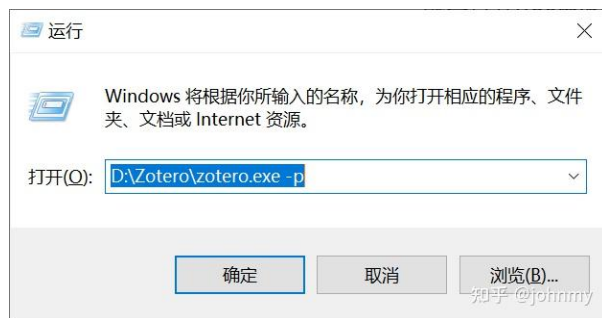 运行
Windows 将根据你所输入的名称，为你打开相应的程序、文件
夹、文档或 Internet 资源。
打开(O): D:\Zotero\zotero.exe -p
确定 取消 浏览(B)...
知乎 @johnmy